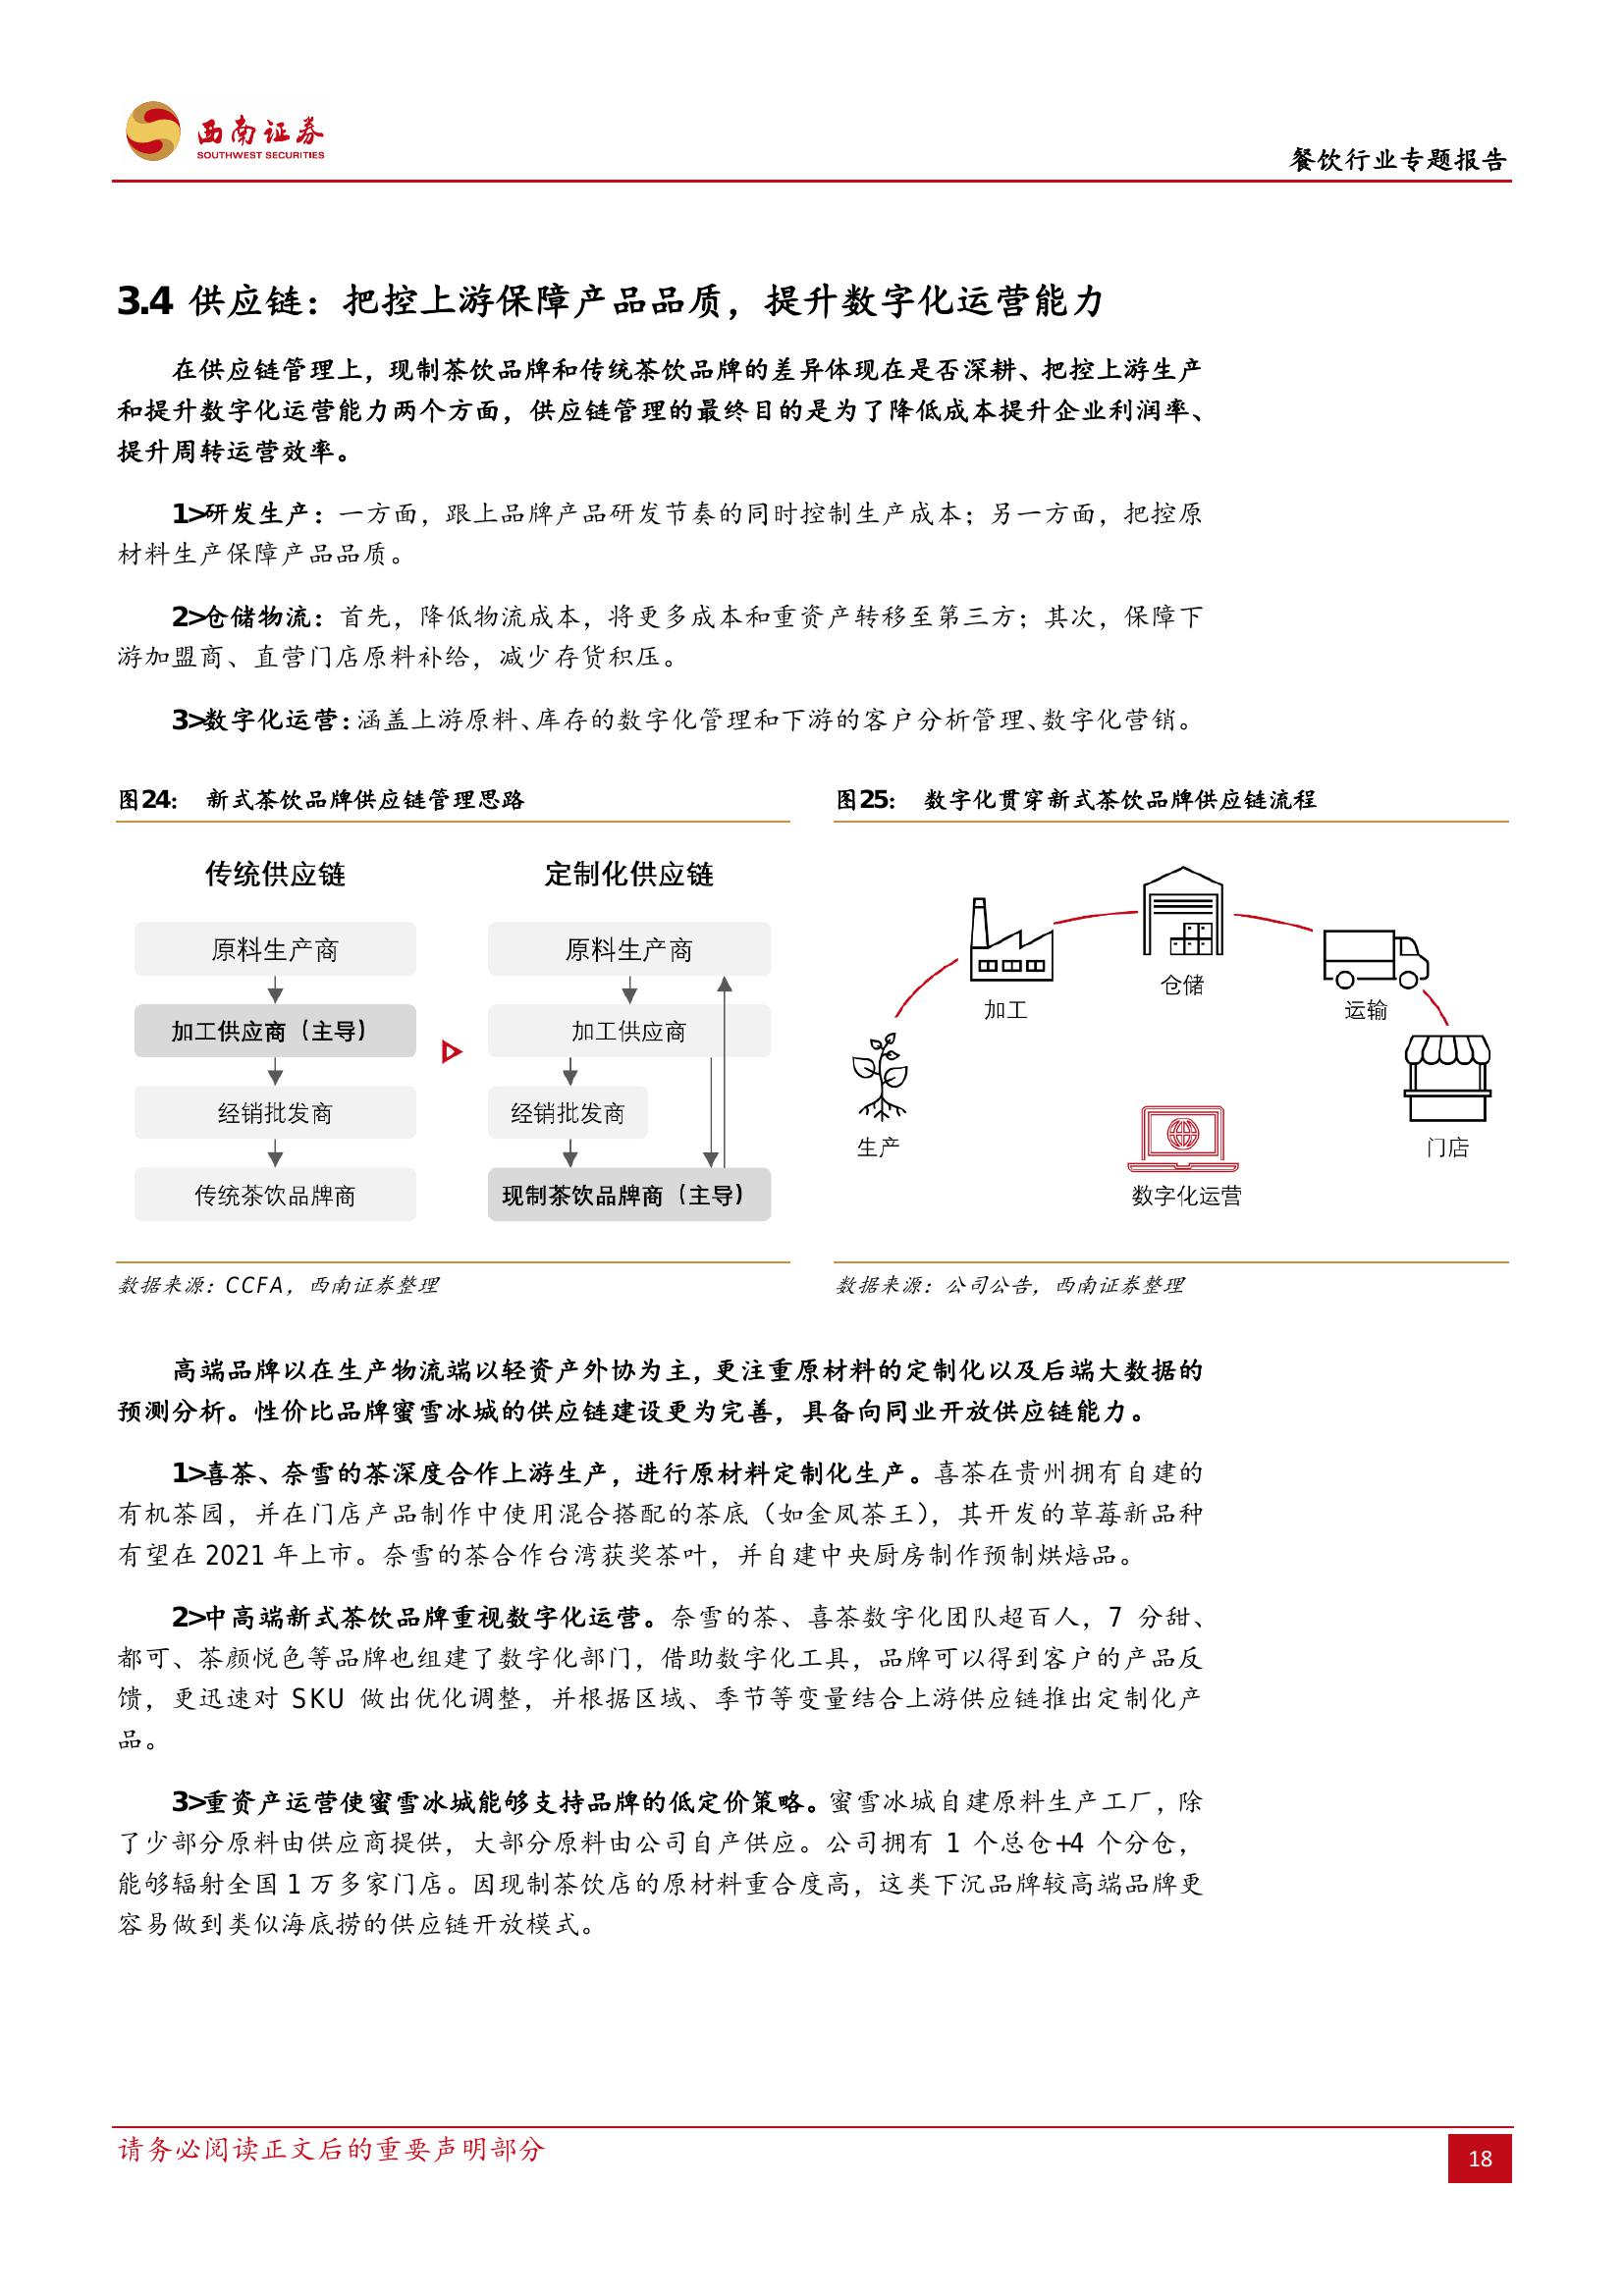 西南证券
SOUTHWEST SECURITIES
餐饮行业专题报告
3.4 供应链：把控上游保障产品品质，提升数字化运营能力
在供应链管理上，现制茶饮品牌和传统茶饮品牌的差异体现在是否深耕、把控上游生产
和提升数字化运营能力两个方面，供应链管理的最终目的是为了降低成本提升企业利润率、
提升周转运营效率。
1>研发生产：一方面，跟上品牌产品研发节奏的同时控制生产成本；另一方面，把控原
材料生产保障产品品质。
2>仓储物流：首先，降低物流成本，将更多成本和重资产转移至第三方；其次，保障下
游加盟商、直营门店原料补给，减少存货积压。
3>数字化运营：涵盖上游原料、库存的数字化管理和下游的客户分析管理、数字化营销。
图24： 新式茶饮品牌供应链管理思路
传统供应链
定制化供应链
原料生产商
原料生产商
加工供应商（主导）
加工供应商
经销批发商
经销批发商
传统茶饮品牌商
现制茶饮品牌商（主导）
数据来源：CCFA，西南证券整理
图25： 数字化贯穿新式茶饮品牌供应链流程
生产
加工
仓储
运输
门店
数字化运营
数据来源：公司公告，西南证券整理
高端品牌以在生产物流端以轻资产外协为主，更注重原材料的定制化以及后端大数据的
预测分析。性价比品牌蜜雪冰城的供应链建设更为完善，具备向同业开放供应链能力。
1>喜茶、奈雪的茶深度合作上游生产，进行原材料定制化生产。喜茶在贵州拥有自建的
有机茶园，并在门店产品制作中使用混合搭配的茶底（如金凤茶王），其开发的草莓新品种
有望在 2021 年上市。奈雪的茶合作台湾获奖茶叶，并自建中央厨房制作预制烘焙品。
2>中高端新式茶饮品牌重视数字化运营。奈雪的茶、喜茶数字化团队超百人，7 分甜、
都可、茶颜悦色等品牌也组建了数字化部门，借助数字化工具，品牌可以得到客户的产品反
馈，更迅速对 SKU 做出优化调整，并根据区域、季节等变量结合上游供应链推出定制化产
品。
3>重资产运营使蜜雪冰城能够支持品牌的低定价策略。蜜雪冰城自建原料生产工厂，除
了少部分原料由供应商提供，大部分原料由公司自产供应。公司拥有 1 个总仓+4 个分仓，
能够辐射全国 1 万多家门店。因现制茶饮店的原材料重合度高，这类下沉品牌较高端品牌更
容易做到类似海底捞的供应链开放模式。
请务必阅读正文后的重要声明部分
18